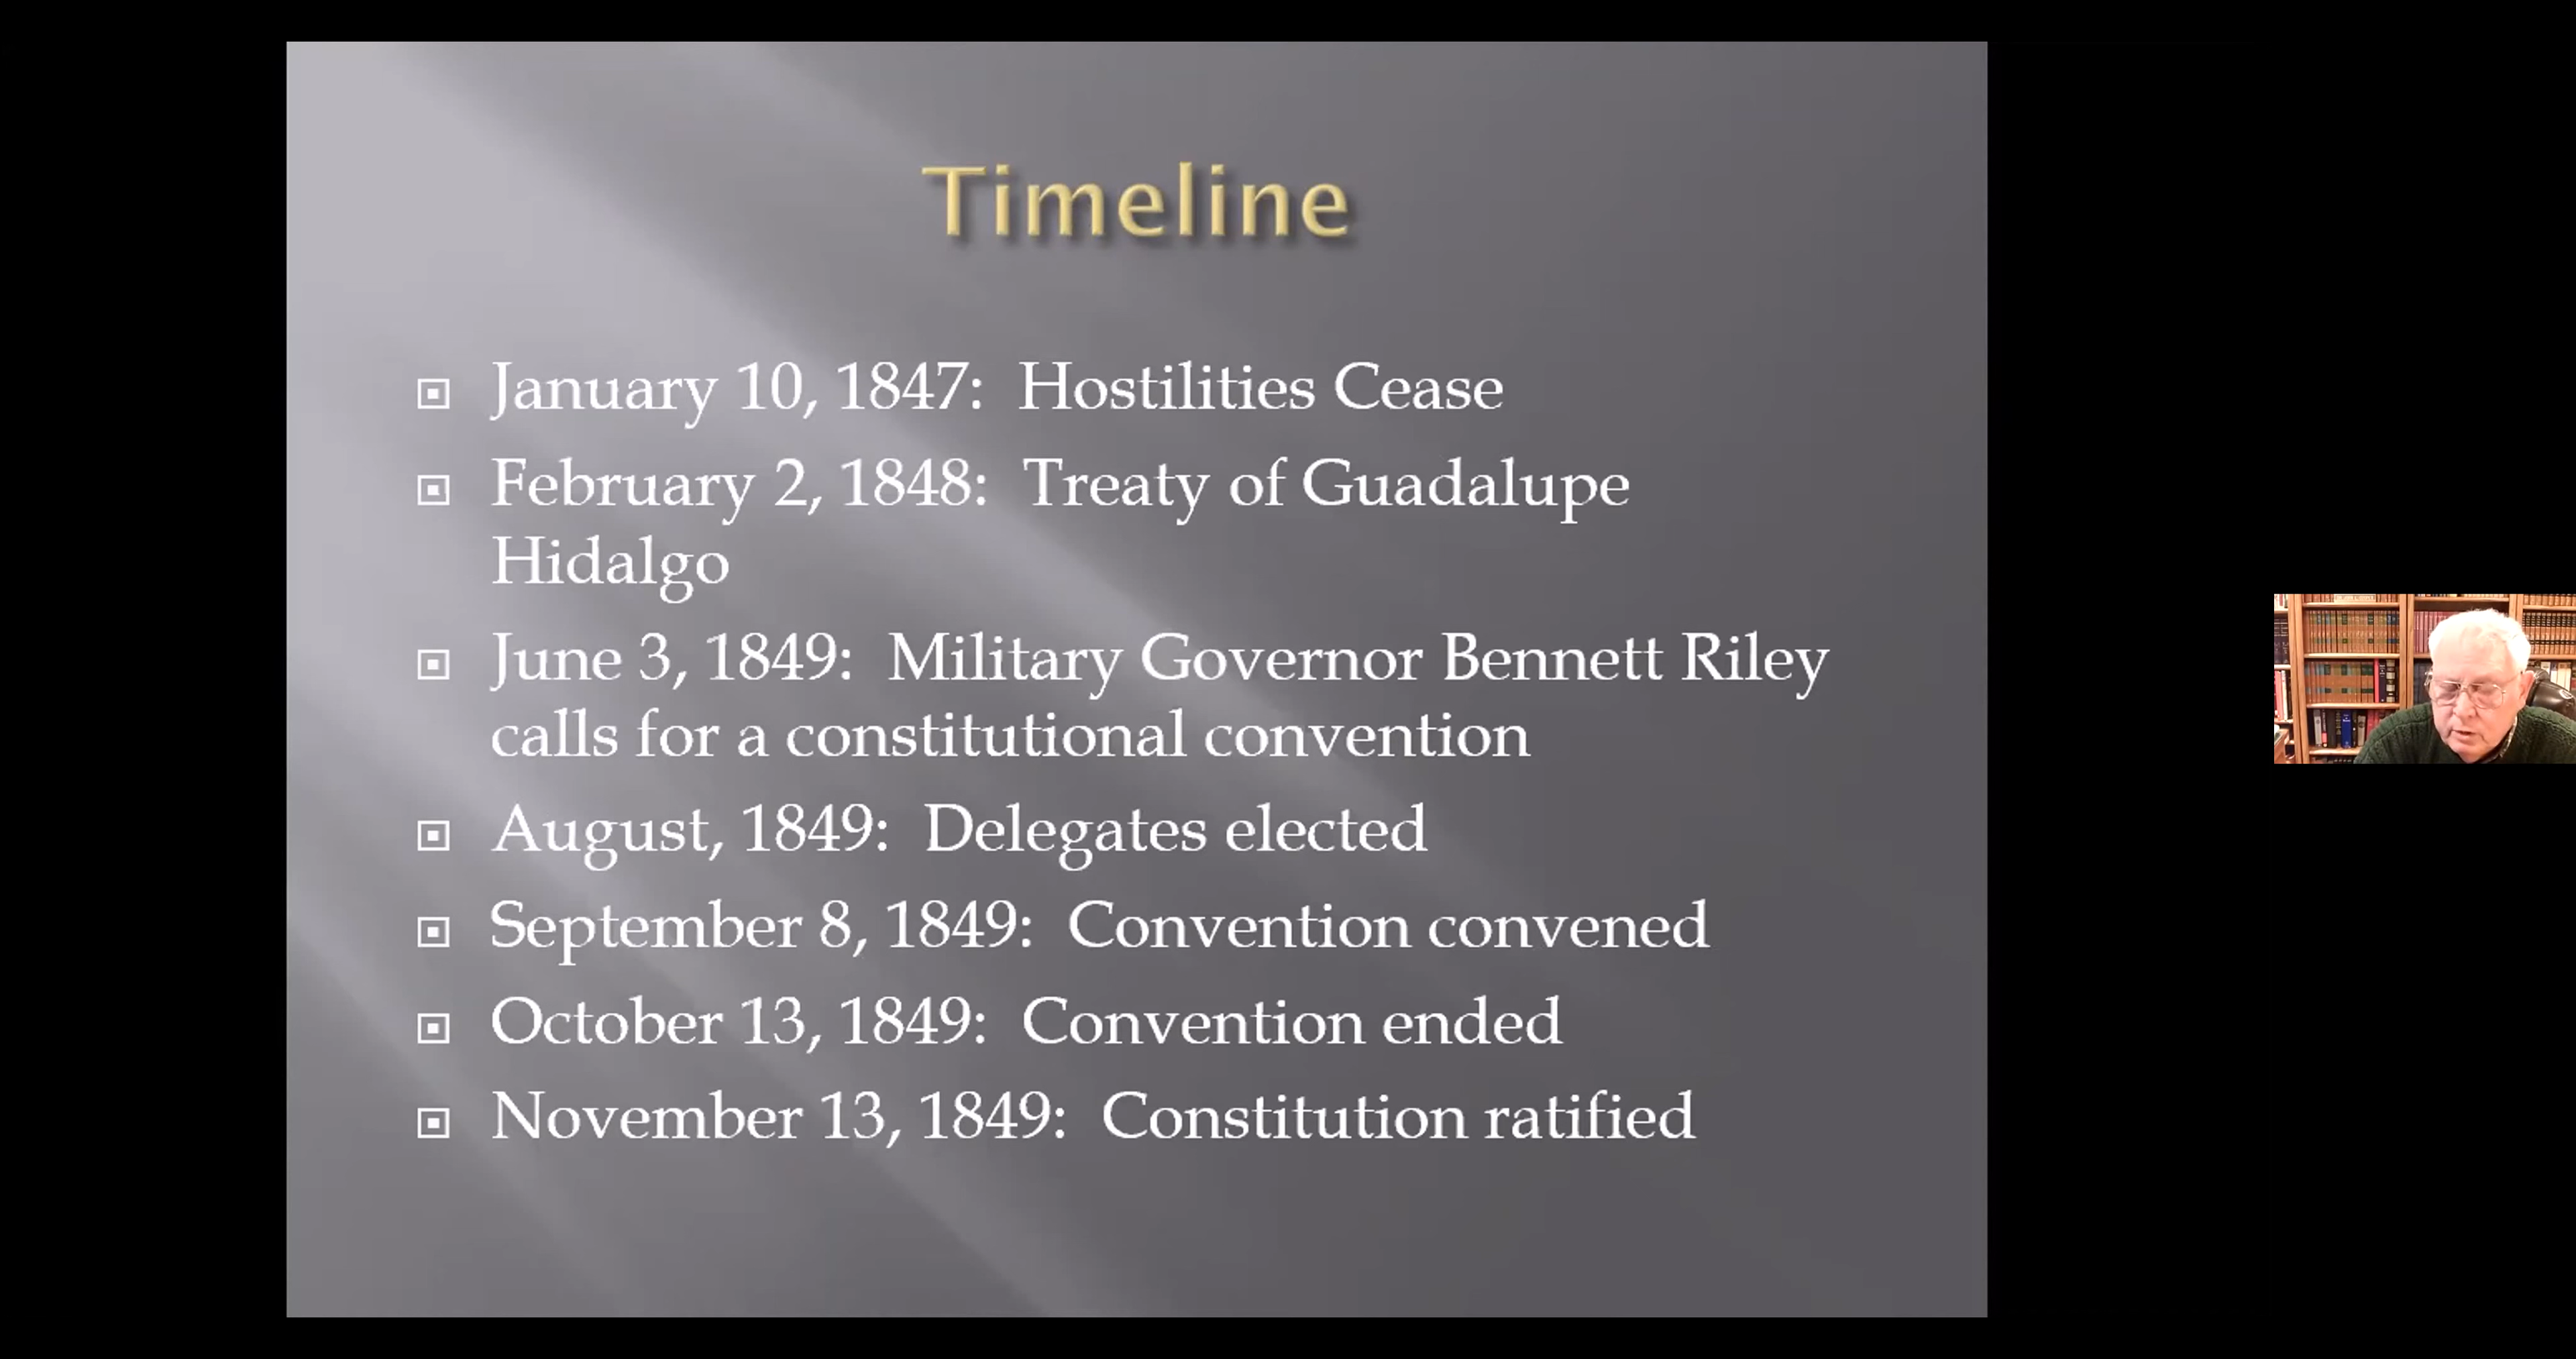 Timeline
January 10, 1847: Hostilities Cease
February 2, 1848: Treaty of Guadalupe
Hidalgo
June 3, 1849: Military Governor Bennett Riley
calls for a constitutional convention
August, 1849: Delegates elected
September 8, 1849: Convention convened
October 13, 1849: Convention ended
November 13, 1849: Constitution ratified